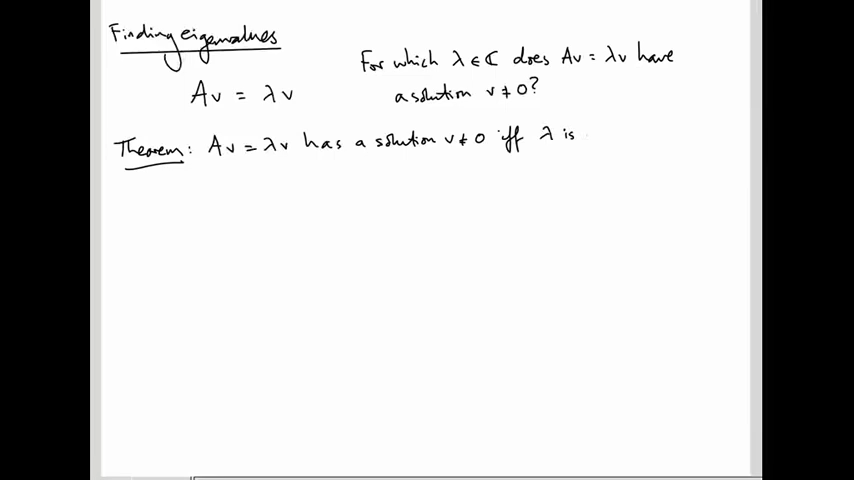 Finding eigenvalues
For which λ ∈ ℂ does Av = λv have
a solution v ≠ 0?
Av = λv
Theorem: Av = λv has a solution v ≠ 0 iff λ is